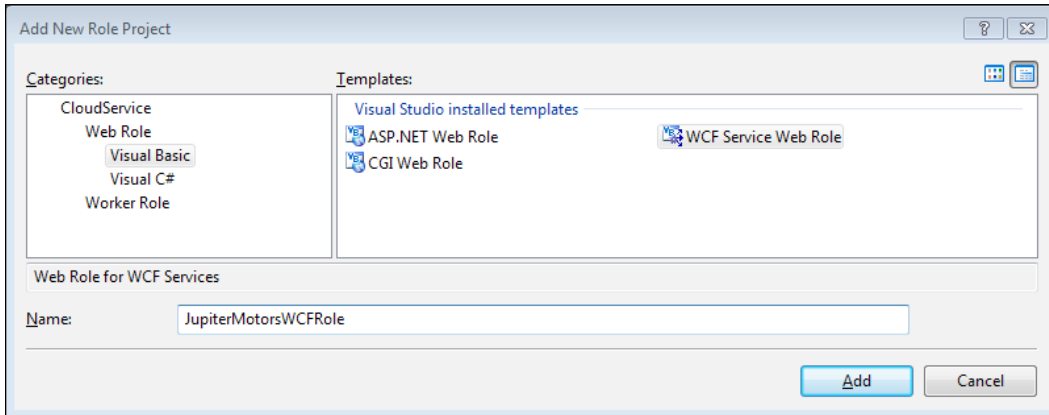 Add New Role Project
Categories:
Templates:
CloudService
Web Role
Visual Basic
Visual C#
Worker Role
Visual Studio installed templates
ASP.NET Web Role
WCF Service Web Role
CGI Web Role
Web Role for WCF Services
Name:
JupiterMotorsWCFRole
Add
Cancel